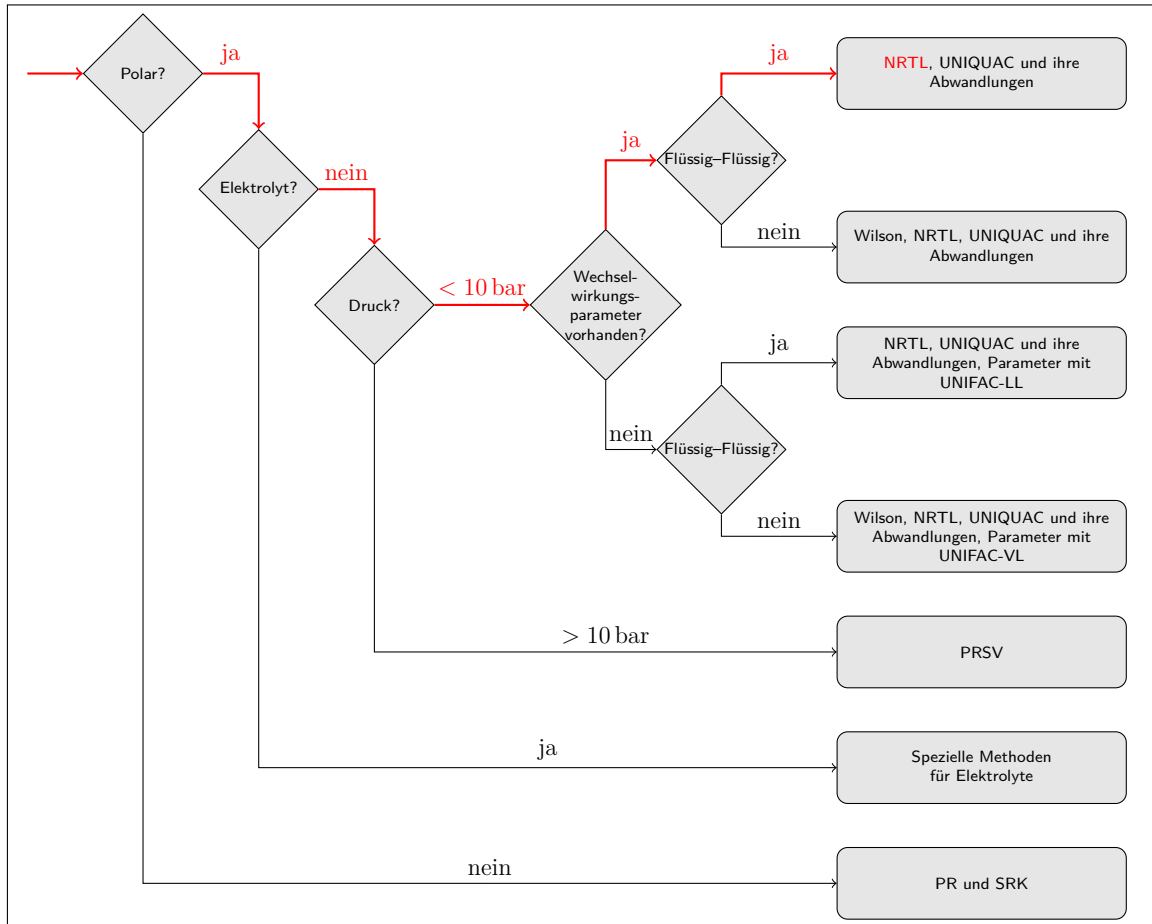 Polar?
ja
Elektrolyt?
nein
Druck?
< 10 bar
Wechsel-
wirkungs-
parameter
vorhanden?
ja
Flüssig–Flüssig?
ja
NRTL, UNIQUAC und ihre
Abwandlungen
nein
Wilson, NRTL, UNIQUAC und ihre
Abwandlungen
nein
Flüssig–Flüssig?
ja
NRTL, UNIQUAC und ihre
Abwandlungen, Parameter mit
UNIFAC-LL
nein
Wilson, NRTL, UNIQUAC und ihre
Abwandlungen, Parameter mit
UNIFAC-VL
> 10 bar
PRSV
ja
Spezielle Methoden
für Elektrolyte
nein
PR und SRK